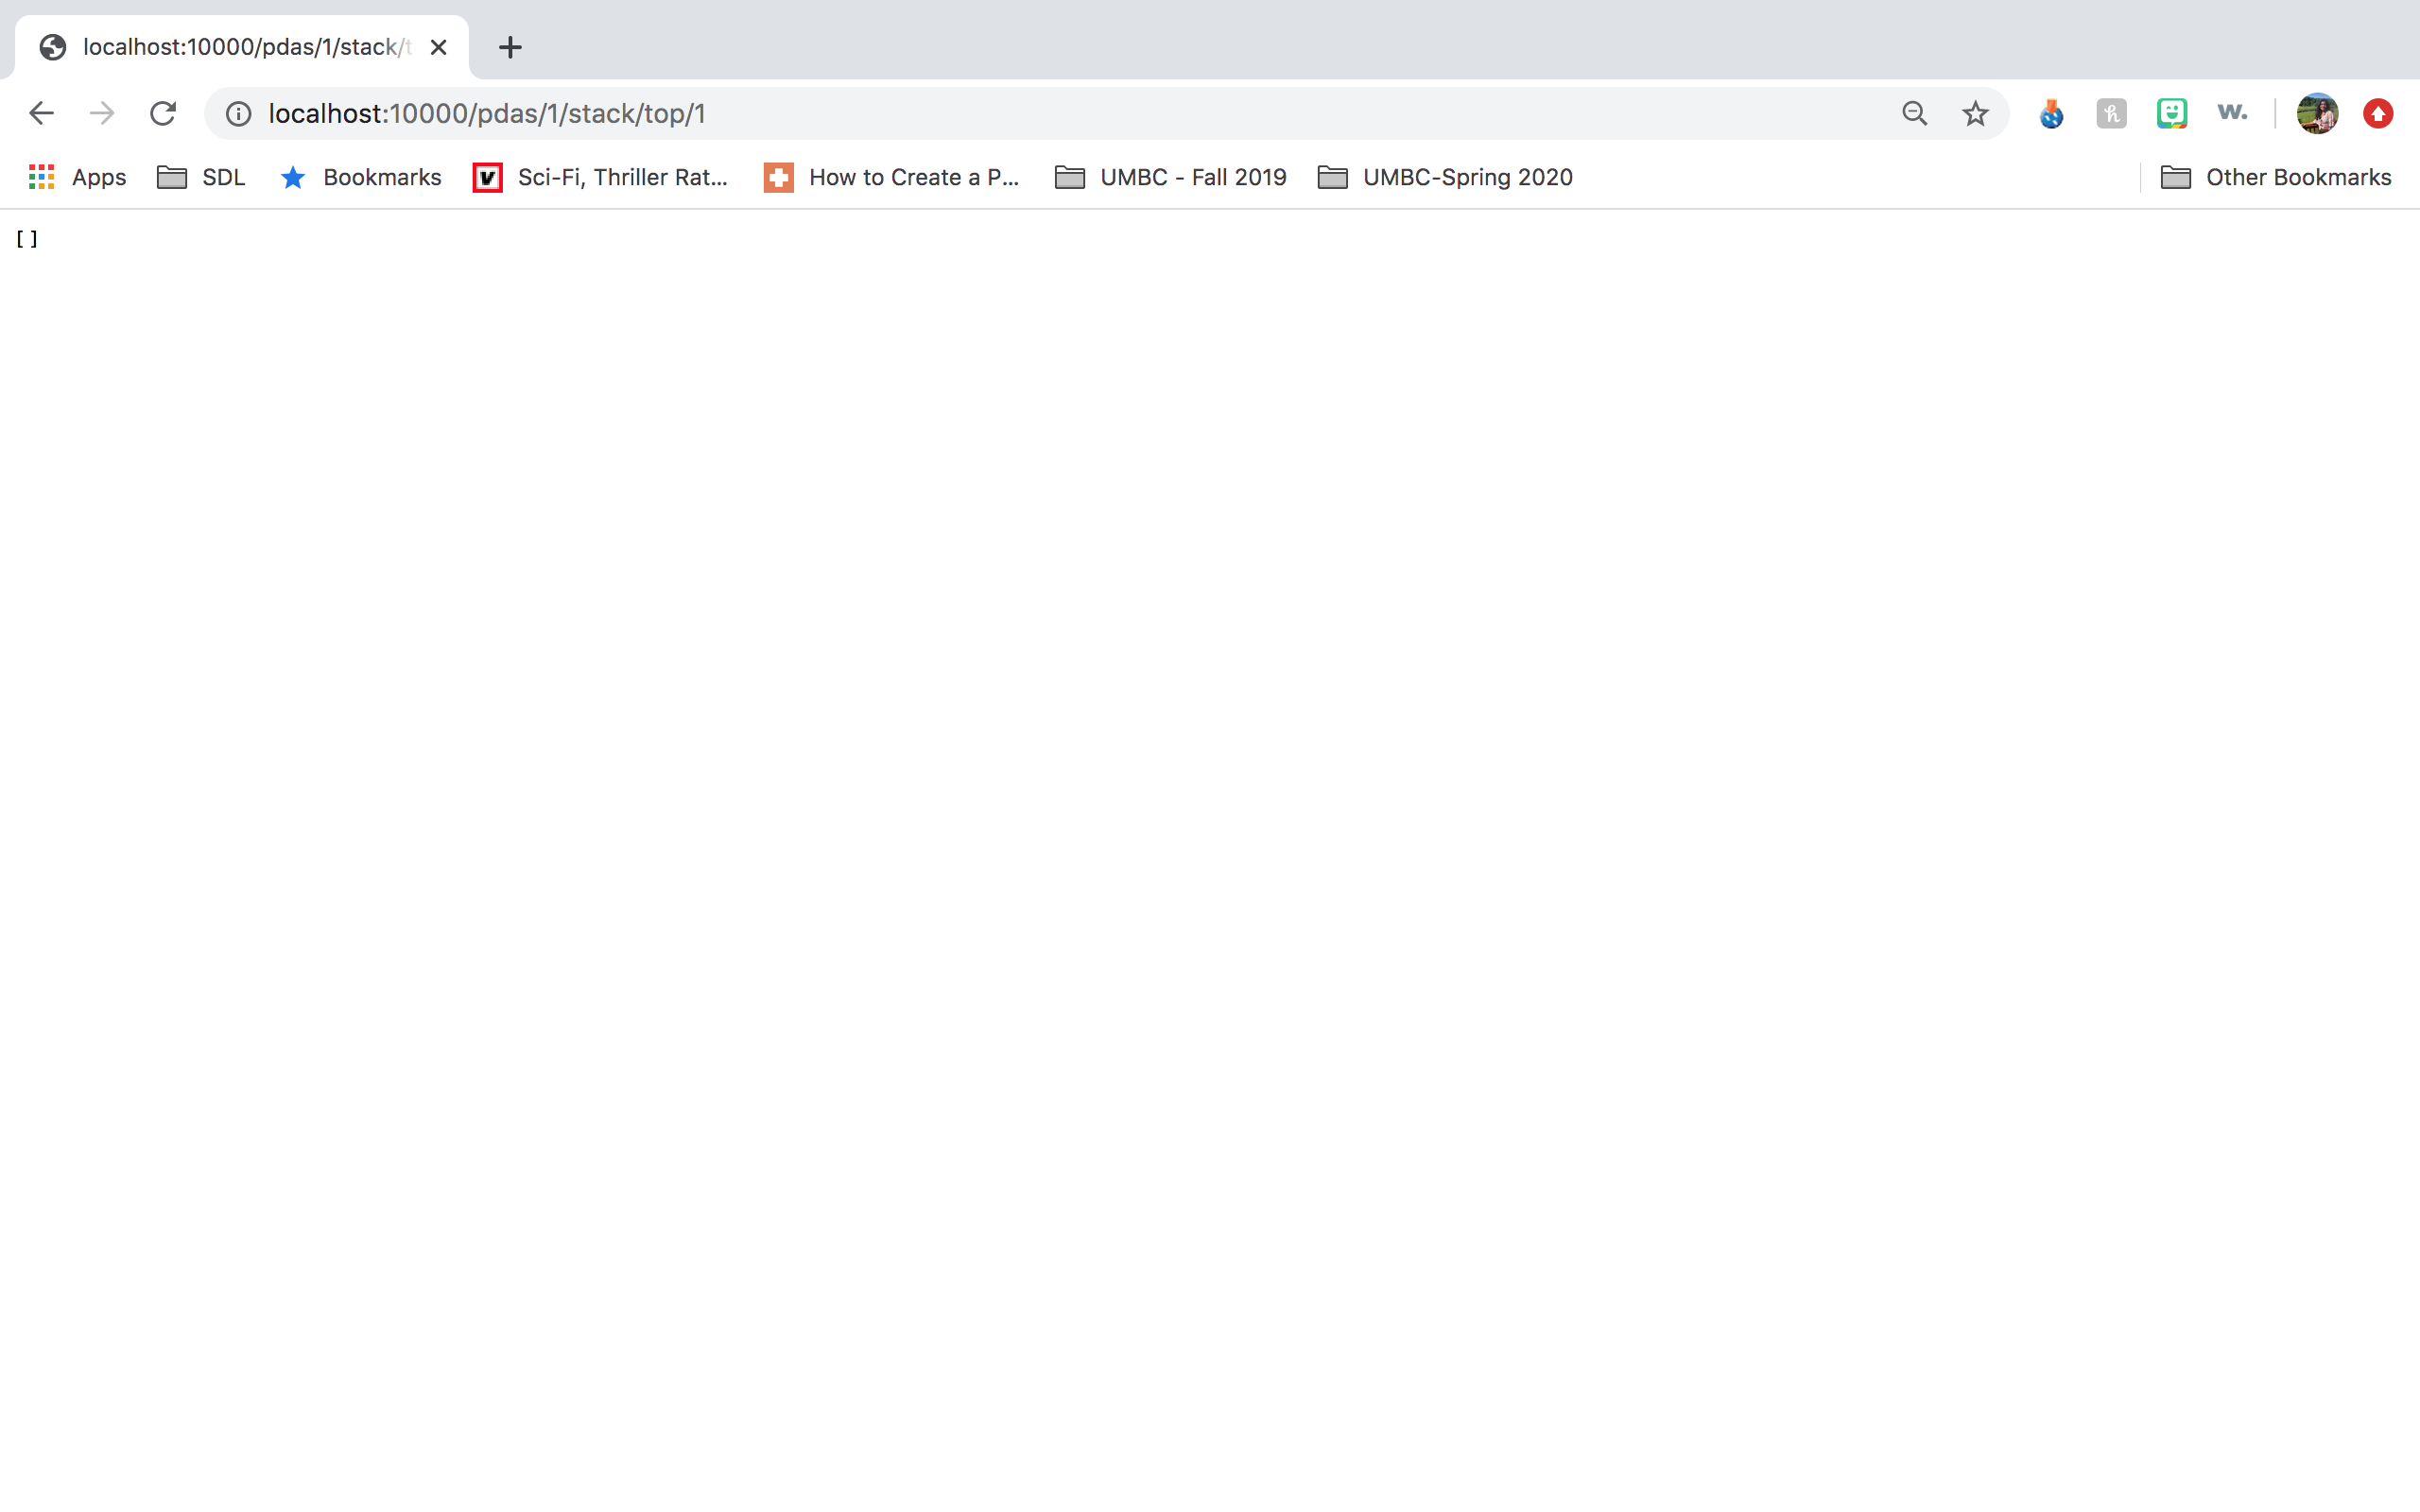 localhost:10000/pdas/1/stack/t
localhost:10000/pdas/1/stack/top/1
w.
Apps SDL Bookmarks Sci-Fi, Thriller Rat... How to Create a P... UMBC - Fall 2019 UMBC-Spring 2020 Other Bookmarks
[]